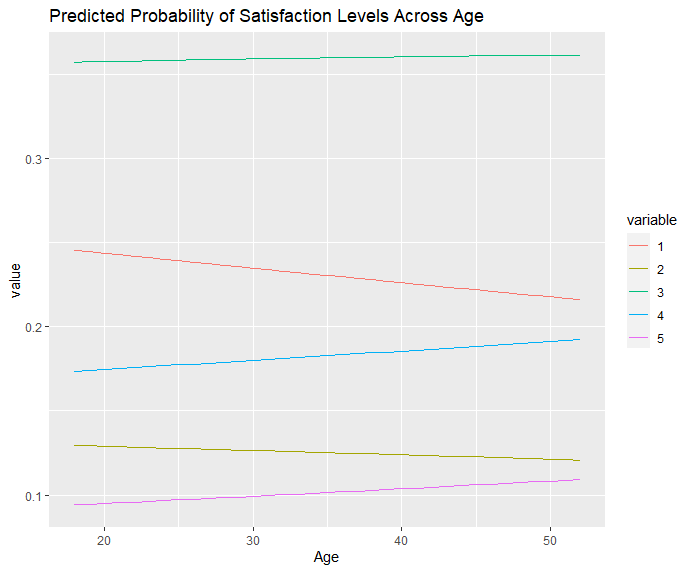 Predicted Probability of Satisfaction Levels Across Age
value
0.3
0.2
0.1
20 30 40 50
Age
variable
1
2
3
4
5